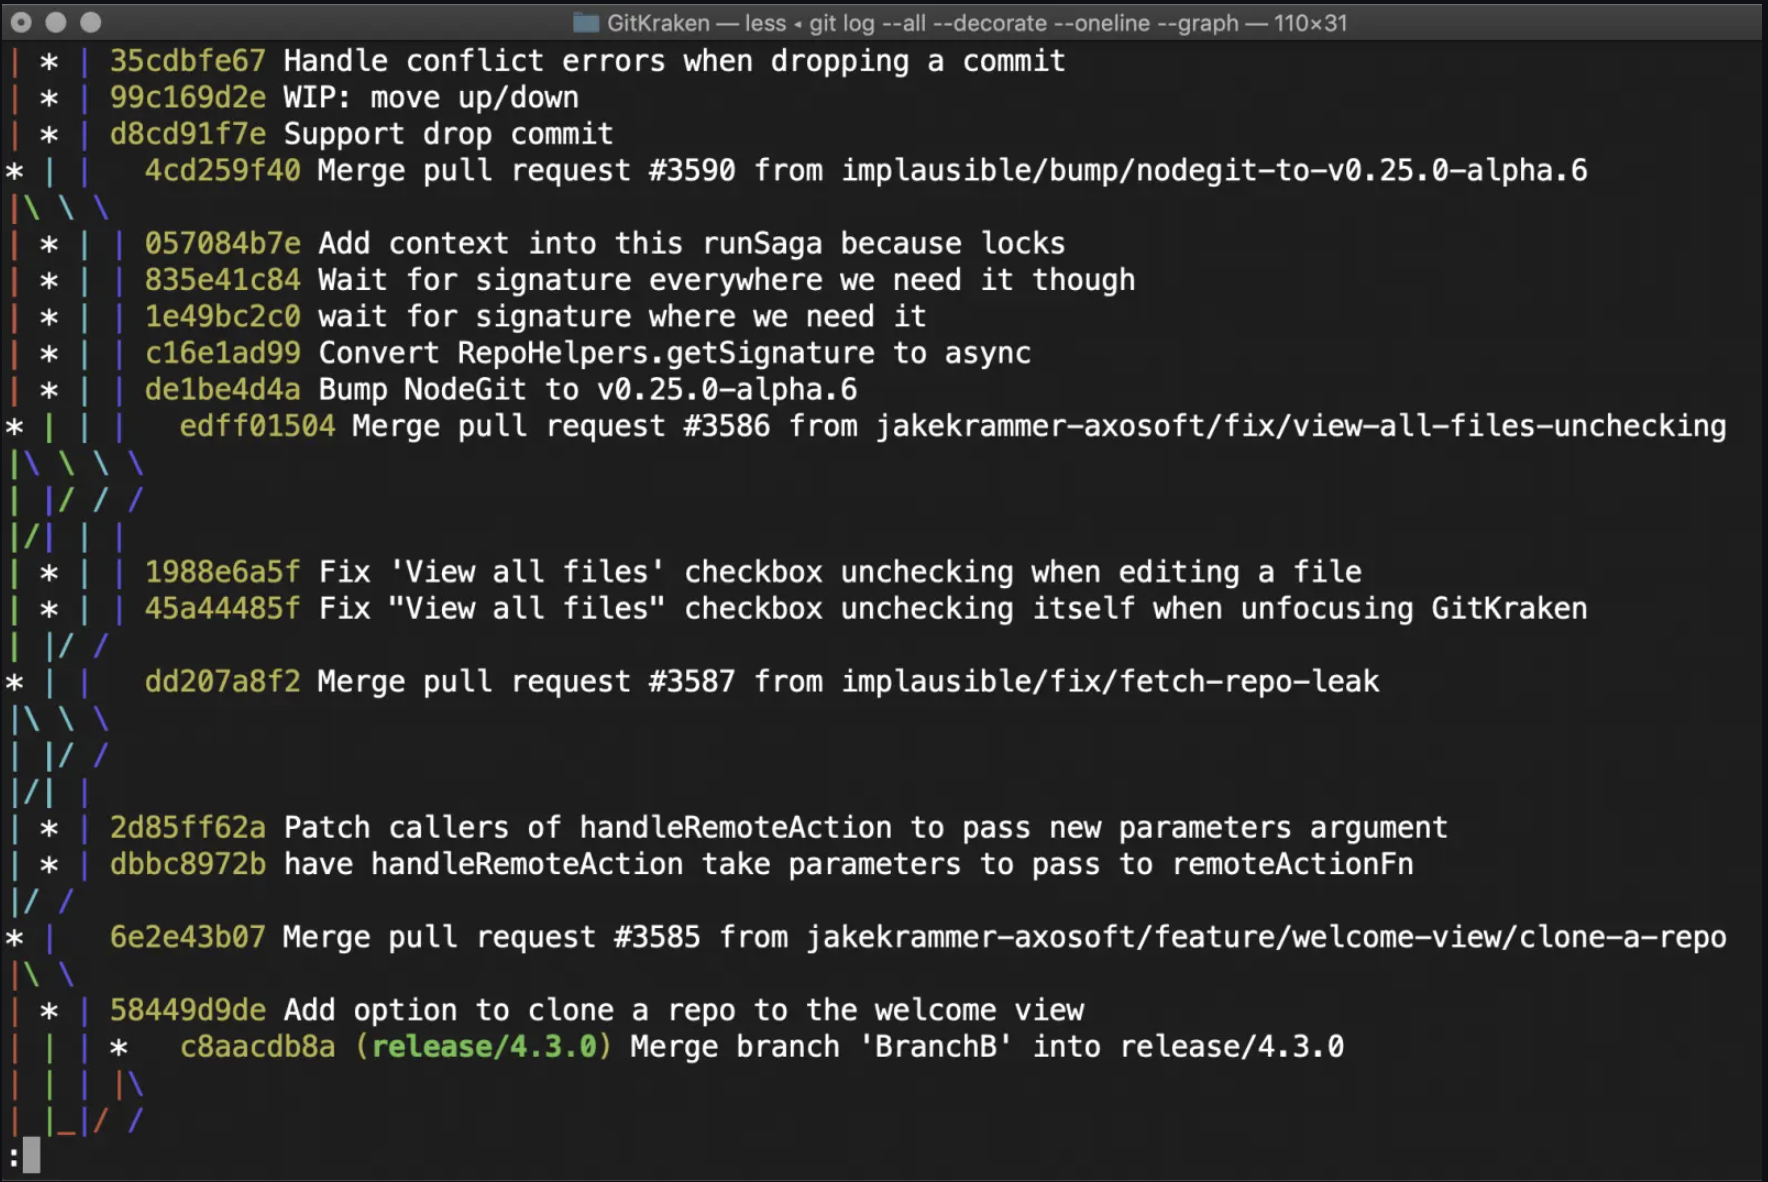 GitKraken — less ◂ git log --all --decorate --oneline --graph — 110×31
| * | 35cdbfe67 Handle conflict errors when dropping a commit
| * | 99c169d2e WIP: move up/down
| * | d8cd91f7e Support drop commit
* | |   4cd259f40 Merge pull request #3590 from implausible/bump/nodegit-to-v0.25.0-alpha.6
|\ \ \
| * | | 057084b7e Add context into this runSaga because locks
| * | | 835e41c84 Wait for signature everywhere we need it though
| * | | 1e49bc2c0 wait for signature where we need it
| * | | c16e1ad99 Convert RepoHelpers.getSignature to async
| * | | de1be4d4a Bump NodeGit to v0.25.0-alpha.6
* | | |   edff01504 Merge pull request #3586 from jakekrammer-axosoft/fix/view-all-files-unchecking
|\ \ \ \
| |/ / /
|/| | |
| * | | 1988e6a5f Fix 'View all files' checkbox unchecking when editing a file
| * | | 45a44485f Fix "View all files" checkbox unchecking itself when unfocusing GitKraken
| |/ /
* | |   dd207a8f2 Merge pull request #3587 from implausible/fix/fetch-repo-leak
|\ \ \
| |/ /
|/| |
| * | 2d85ff62a Patch callers of handleRemoteAction to pass new parameters argument
| * | dbbc8972b have handleRemoteAction take parameters to pass to remoteActionFn
|/ /
* |   6e2e43b07 Merge pull request #3585 from jakekrammer-axosoft/feature/welcome-view/clone-a-repo
|\ \
| * | 58449d9de Add option to clone a repo to the welcome view
| | | *   c8aacdb8a (release/4.3.0) Merge branch 'BranchB' into release/4.3.0
| | | |\
| |_|/ /
: